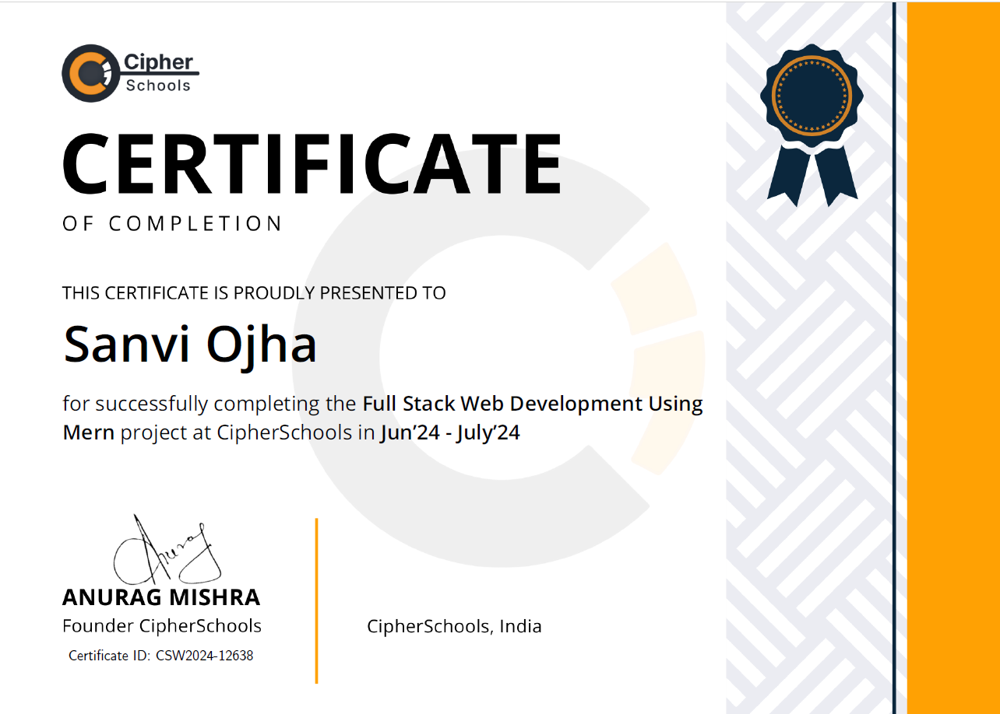 Cipher
Schools
CERTIFICATE
OF COMPLETION
THIS CERTIFICATE IS PROUDLY PRESENTED TO
Sanvi Ojha
for successfully completing the Full Stack Web Development Using
Mern project at CipherSchools in Jun’24 - July’24
Anurag
ANURAG MISHRA
Founder CipherSchools
Certificate ID: CSW2024-12638
CipherSchools, India